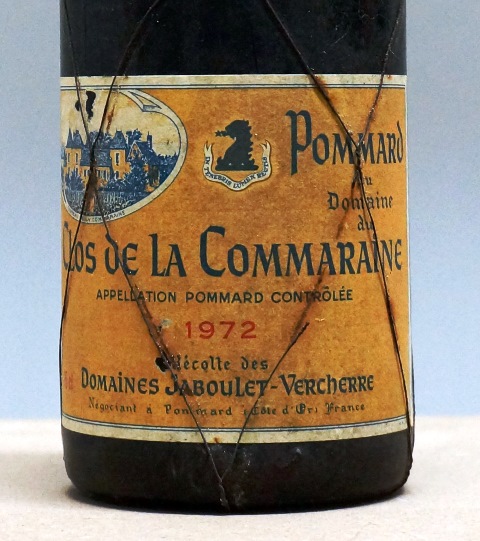 POMMARD
du
Domaine
du
CLOS DE LA COMMARAINE
APPELLATION POMMARD CONTRÔLÉE
1972
Récolte des
DOMAINES JABOULET-VERCHERRE
Négociant à Pommard (Côte d'Or) France